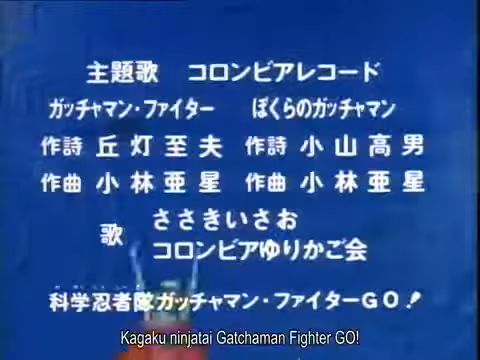 主題歌 コロンビアレコード
ガッチャマン・ファイター ぼくらのガッチャマン
作詩 丘灯至夫 作詩 小山高男
作曲 小林亜星 作曲 小林亜星
歌 ささきいさお
コロンビアゆりかご会
科学忍者隊ガッチャマン・ファイターGO!
Kagaku ninjatai Gatchaman Fighter GO!